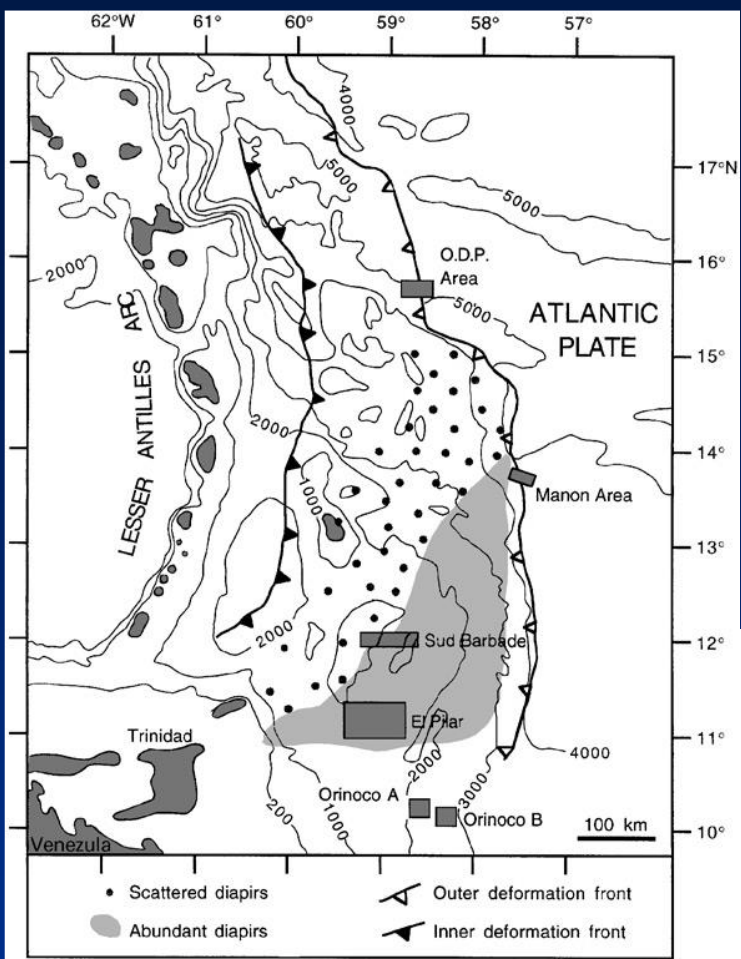 62°W 61° 60° 59° 58° 57°
4000
5000
17°N
5000
2000
O.D.P.
Area
16°
5000
ATLANTIC
PLATE
LESSER ANTILLES ARC
15°
2000
14°
1000
Manon Area
13°
2000
Sud Barbade
12°
El Pilar
Trinidad
11°
4000
2000
3000
Orinoco A
200
1000
Orinoco B
100 km
10°
Venezula
Scattered diapirs
Outer deformation front
Abundant diapirs
Inner deformation front